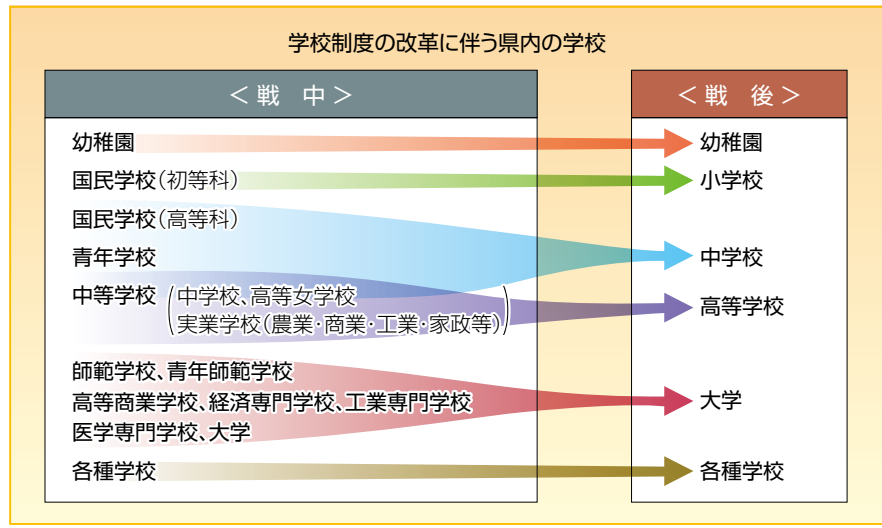 学校制度の改革に伴う県内の学校
＜戦 中＞
＜戦 後＞
幼稚園
幼稚園
国民学校(初等科)
小学校
国民学校(高等科)
青年学校
中学校
中等学校(中学校、高等女学校
実業学校(農業・商業・工業・家政等))
高等学校
師範学校、青年師範学校
高等商業学校、経済専門学校、工業専門学校
医学専門学校、大学
大学
各種学校
各種学校